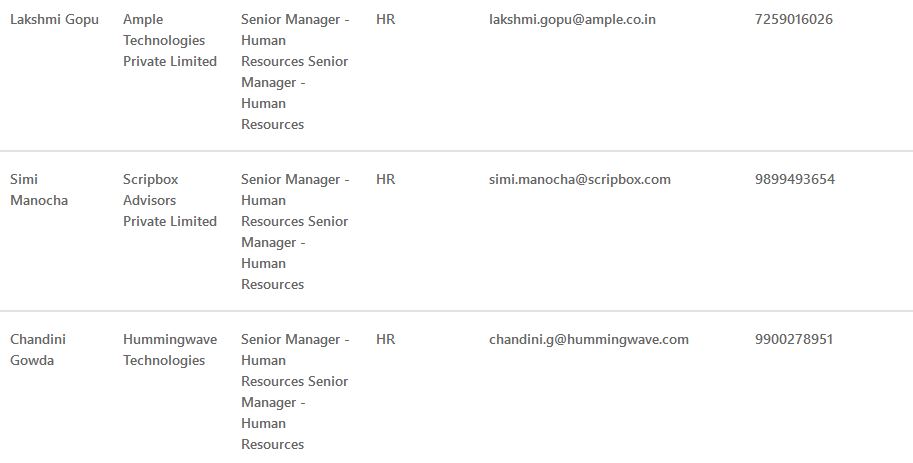 Lakshmi Gopu Ample Senior Manager - HR lakshmi.gopu@ample.co.in 7259016026
Technologies Human
Private Limited Resources Senior
Manager -
Human
Resources
Simi Scripbox Senior Manager - HR simi.manocha@scripbox.com 9899493654
Manocha Advisors Human
Private Limited Resources Senior
Manager -
Human
Resources
Chandini Hummingwave Senior Manager - HR chandini.g@hummingwave.com 9900278951
Gowda Technologies Human
Resources Senior
Manager -
Human
Resources